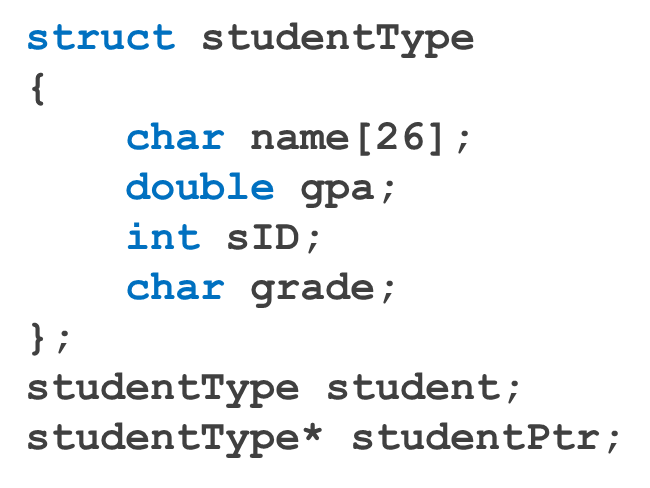 struct studentType
{
    char name[26];
    double gpa;
    int sID;
    char grade;
};
studentType student;
studentType* studentPtr;